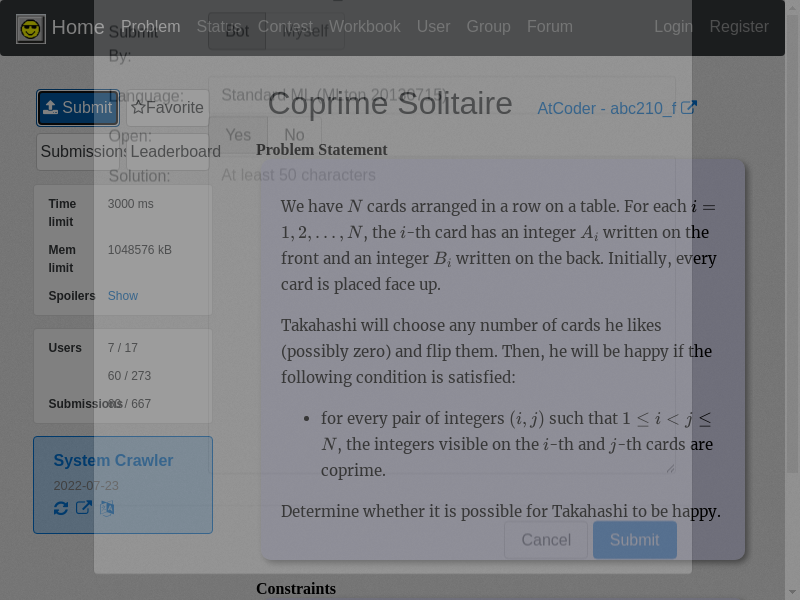 Home Problem Status Contest Workbook User Group Forum Login Register
Submit By:
Bot Myself
Language:
Standard ML (MLton 20130715)
Open:
Yes No
Solution:
At least 50 characters
Submit Favorite
Submissions Leaderboard
Time limit 3000 ms
Mem limit 1048576 kB
Spoilers Show
Users 7 / 17
60 / 273
Submissions / 667
System Crawler
2022-07-23
Coprime Solitaire
AtCoder - abc210_f
Problem Statement
We have N cards arranged in a row on a table. For each i =
1, 2, . . . , N, the i-th card has an integer A_i written on the
front and an integer B_i written on the back. Initially, every
card is placed face up.
Takahashi will choose any number of cards he likes
(possibly zero) and flip them. Then, he will be happy if the
following condition is satisfied:
• for every pair of integers (i, j) such that 1 ≤ i < j ≤
N, the integers visible on the i-th and j-th cards are
coprime.
Determine whether it is possible for Takahashi to be happy.
Cancel Submit
Constraints